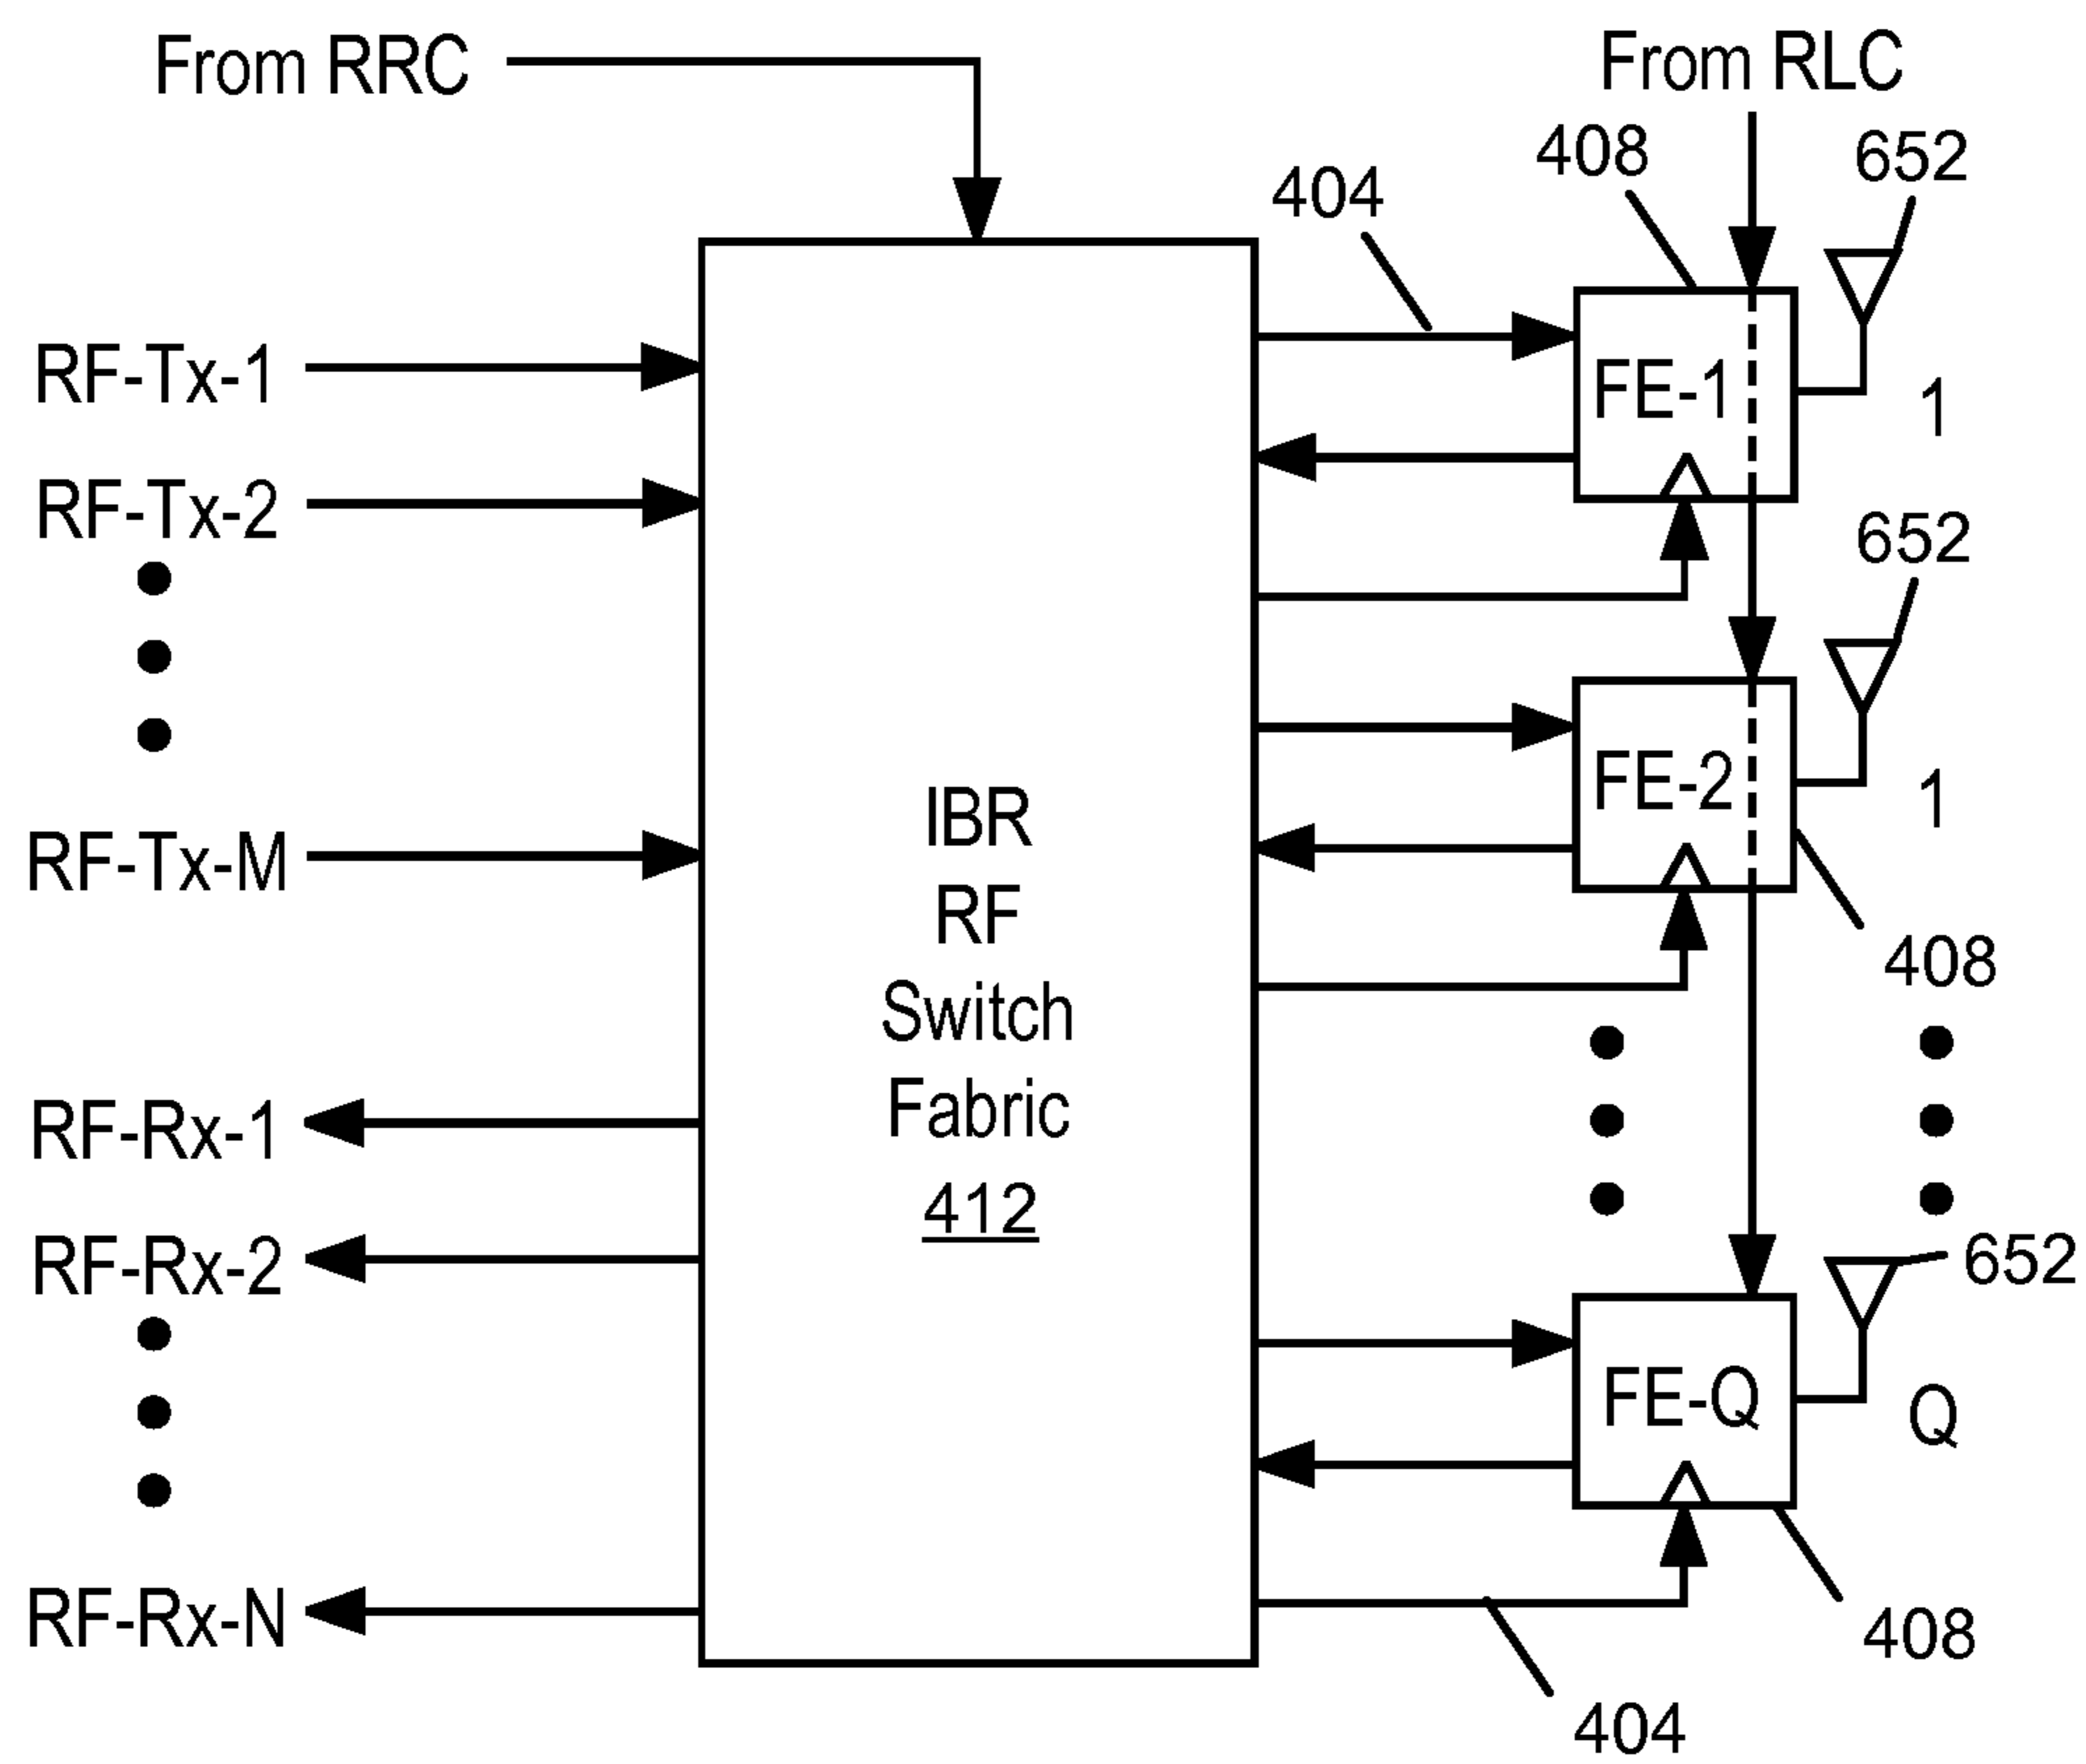 From RRC
From RLC
408
652
404
RF-Tx-1
FE-1
1
RF-Tx-2
652
RF-Tx-M
FE-2
1
IBR
RF
Switch
Fabric
412
408
RF-Rx-1
RF-Rx-2
652
FE-Q
Q
RF-Rx-N
408
404